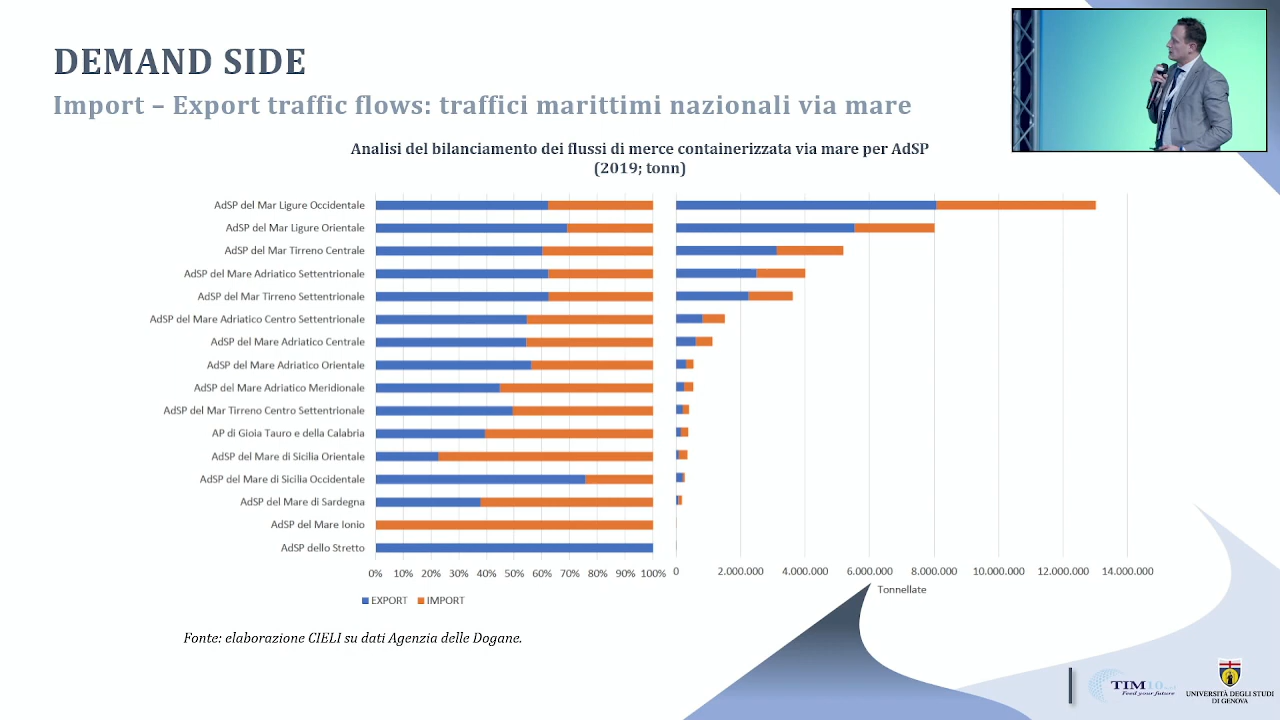 DEMAND SIDE
Import – Export traffic flows: traffici marittimi nazionali via mare
Analisi del bilanciamento dei flussi di merce containerizzata via mare per AdSP
(2019; tonn)
AdSP del Mar Ligure Occidentale
AdSP del Mar Ligure Orientale
AdSP del Mar Tirreno Centrale
AdSP del Mare Adriatico Settentrionale
AdSP del Mar Tirreno Settentrionale
AdSP del Mare Adriatico Centro Settentrionale
AdSP del Mare Adriatico Centrale
AdSP del Mare Adriatico Orientale
AdSP del Mare Adriatico Meridionale
AdSP del Mar Tirreno Centro Settentrionale
AP di Gioia Tauro e della Calabria
AdSP del Mare di Sicilia Orientale
AdSP del Mare di Sicilia Occidentale
AdSP del Mare di Sardegna
AdSP del Mare Ionio
AdSP dello Stretto
0% 10% 20% 30% 40% 50% 60% 70% 80% 90% 100%
0 2.000.000 4.000.000 6.000.000 8.000.000 10.000.000 12.000.000 14.000.000
Tonnellate
EXPORT IMPORT
Fonte: elaborazione CIELI su dati Agenzia delle Dogane.
TIM
Feed your future
UNIVERSITÀ DEGLI STUDI
DI GENOVA